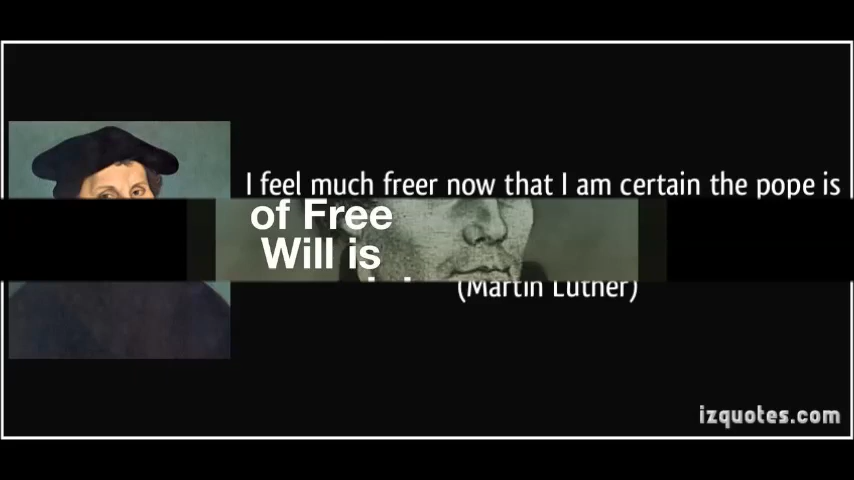 I feel much freer now that I am certain the pope is
of Free
Will is
(Martin Luther)
izquotes.com